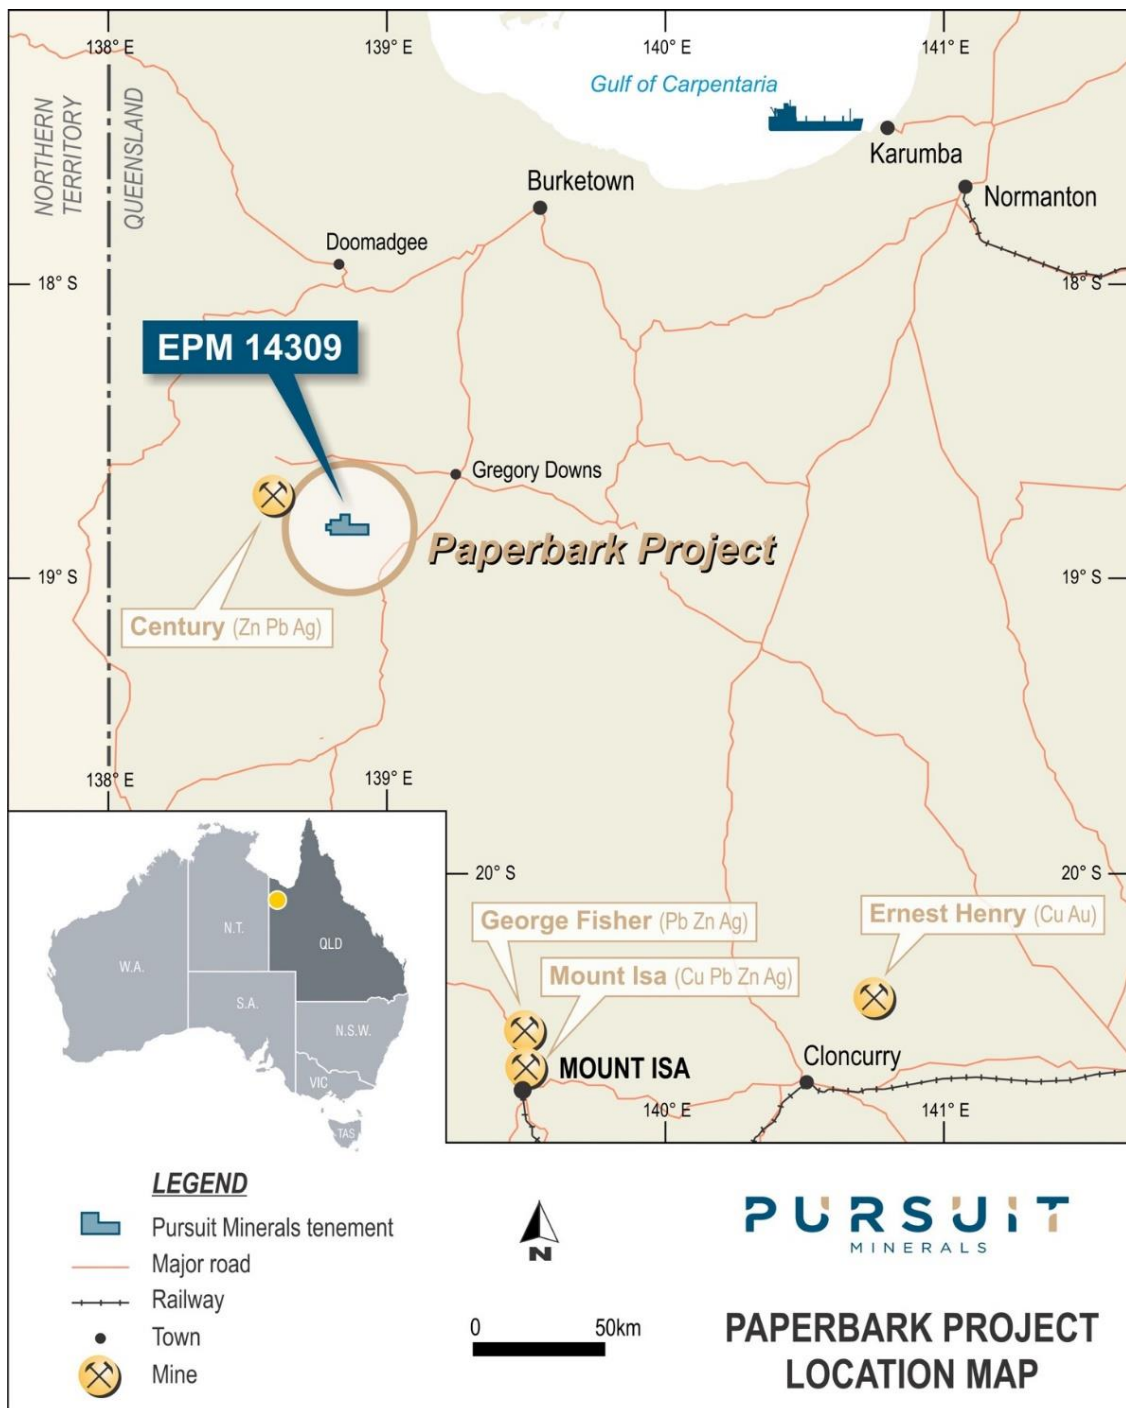 138° E
139° E
140° E
141° E
Gulf of Carpentaria
NORTHERN
TERRITORY
QUEENSLAND
Karumba
Burketown
Normanton
Doomadgee
18° S
18° S
EPM 14309
Gregory Downs
Paperbark Project
19° S
19° S
Century (Zn Pb Ag)
138° E
139° E
20° S
20° S
George Fisher (Pb Zn Ag)
Ernest Henry (Cu Au)
Mount Isa (Cu Pb Zn Ag)
MOUNT ISA
Cloncurry
140° E
141° E
N.T.
QLD
W.A.
S.A.
N.S.W.
VIC
TAS
LEGEND
Pursuit Minerals tenement
Major road
Railway
Town
Mine
N
0 50km
PURSUIT
MINERALS
PAPERBARK PROJECT
LOCATION MAP